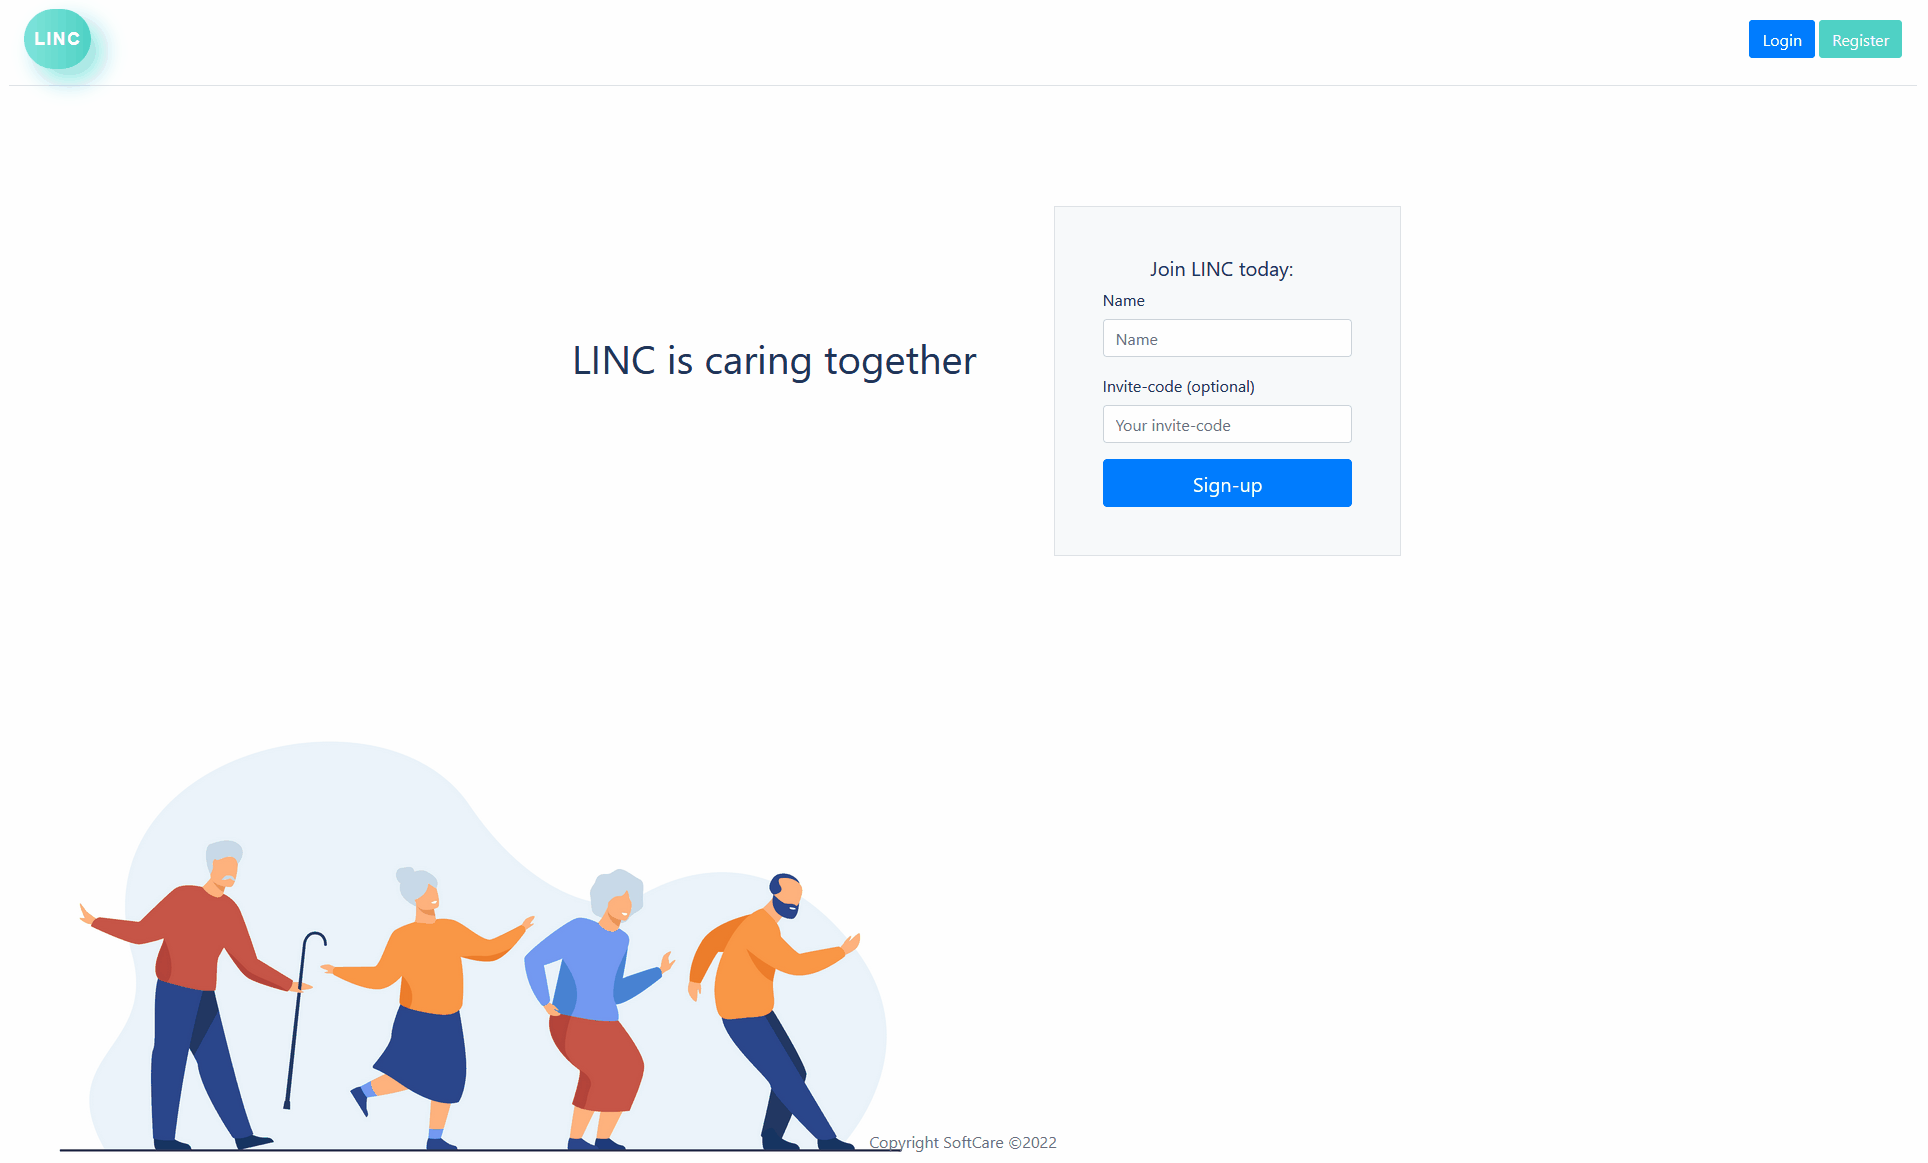 LINC
Login
Register
LINC is caring together
Join LINC today:
Name
Name
Invite-code (optional)
Your invite-code
Sign-up
Copyright SoftCare ©2022